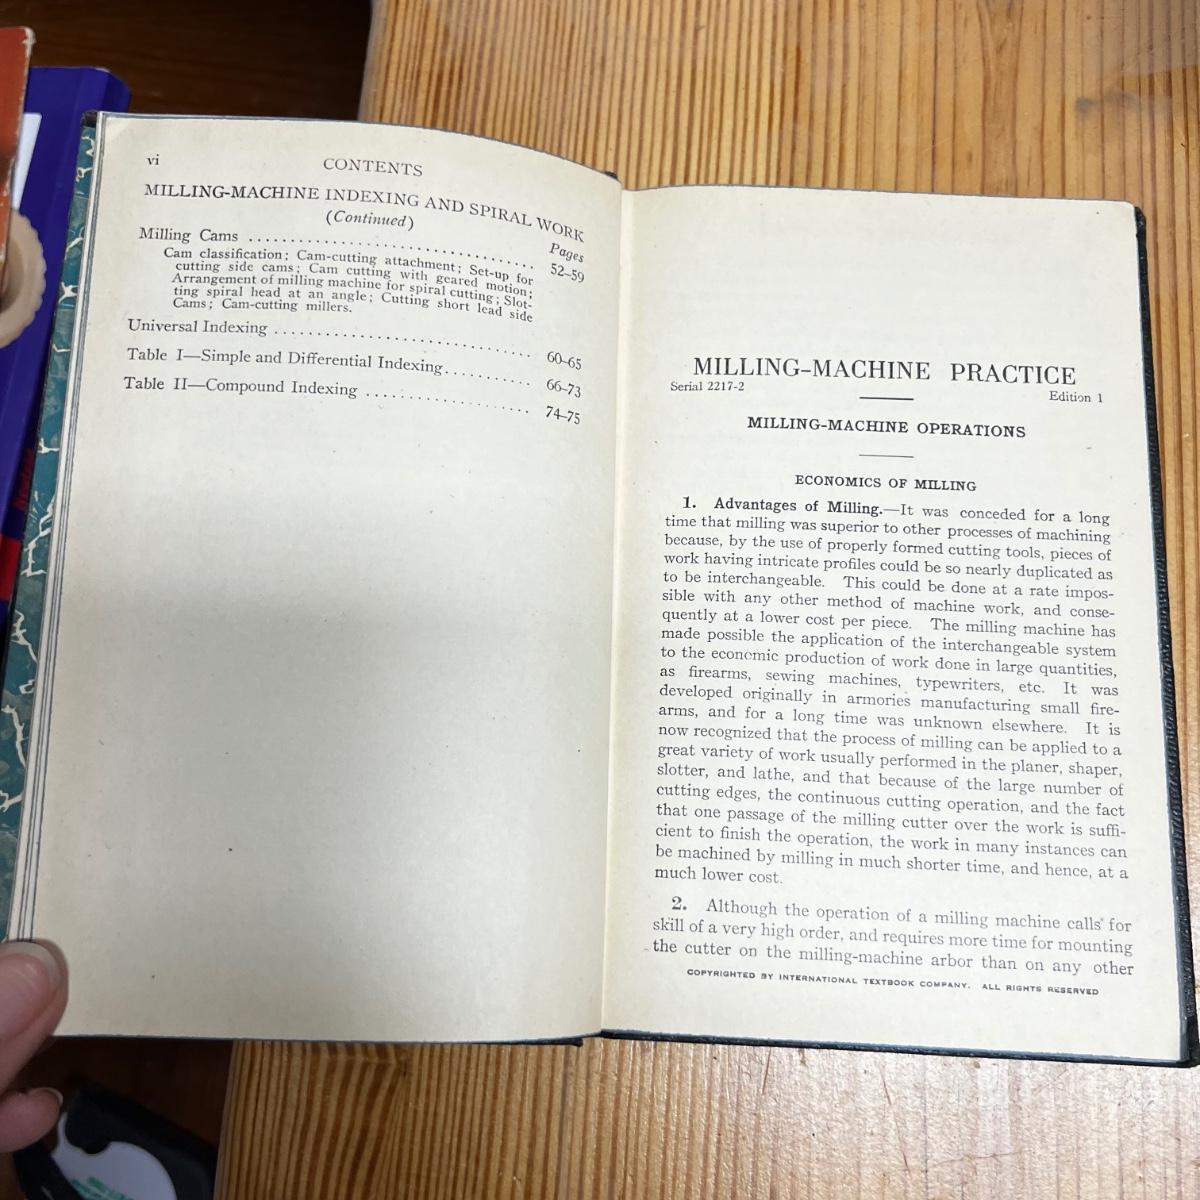 vi
CONTENTS
MILLING-MACHINE INDEXING AND SPIRAL WORK
(Continued)
Pages
Milling Cams .................................. 52–59
Cam classification; Cam-cutting attachment; Set-up for
cutting side cams; Cam cutting with geared motion;
Arrangement of milling machine for spiral cutting; Slot-
ting spiral head at an angle; Cutting short lead side
Cams; Cam-cutting millers.
Universal Indexing .............................. 60–65
Table I—Simple and Differential Indexing.......... 66–73
Table II—Compound Indexing ................... 74–75
MILLING-MACHINE PRACTICE
Serial 2217-2
Edition 1
MILLING-MACHINE OPERATIONS
ECONOMICS OF MILLING
1. Advantages of Milling.—It was conceded for a long
time that milling was superior to other processes of machining
because, by the use of properly formed cutting tools, pieces of
work having intricate profiles could be so nearly duplicated as
to be interchangeable. This could be done at a rate impos-
sible with any other method of machine work, and conse-
quently at a lower cost per piece. The milling machine has
made possible the application of the interchangeable system
to the economic production of work done in large quantities,
as firearms, sewing machines, typewriters, etc. It was
developed originally in armories manufacturing small fire-
arms, and for a long time was unknown elsewhere. It is
now recognized that the process of milling can be applied to a
great variety of work usually performed in the planer, shaper,
slotter, and lathe, and that because of the large number of
cutting edges, the continuous cutting operation, and the fact
that one passage of the milling cutter over the work is suffi-
cient to finish the operation, the work in many instances can
be machined by milling in much shorter time, and hence, at a
much lower cost.
2. Although the operation of a milling machine calls for
skill of a very high order, and requires more time for mounting
the cutter on the milling-machine arbor than on any other
COPYRIGHTED BY INTERNATIONAL TEXTBOOK COMPANY. ALL RIGHTS RESERVED